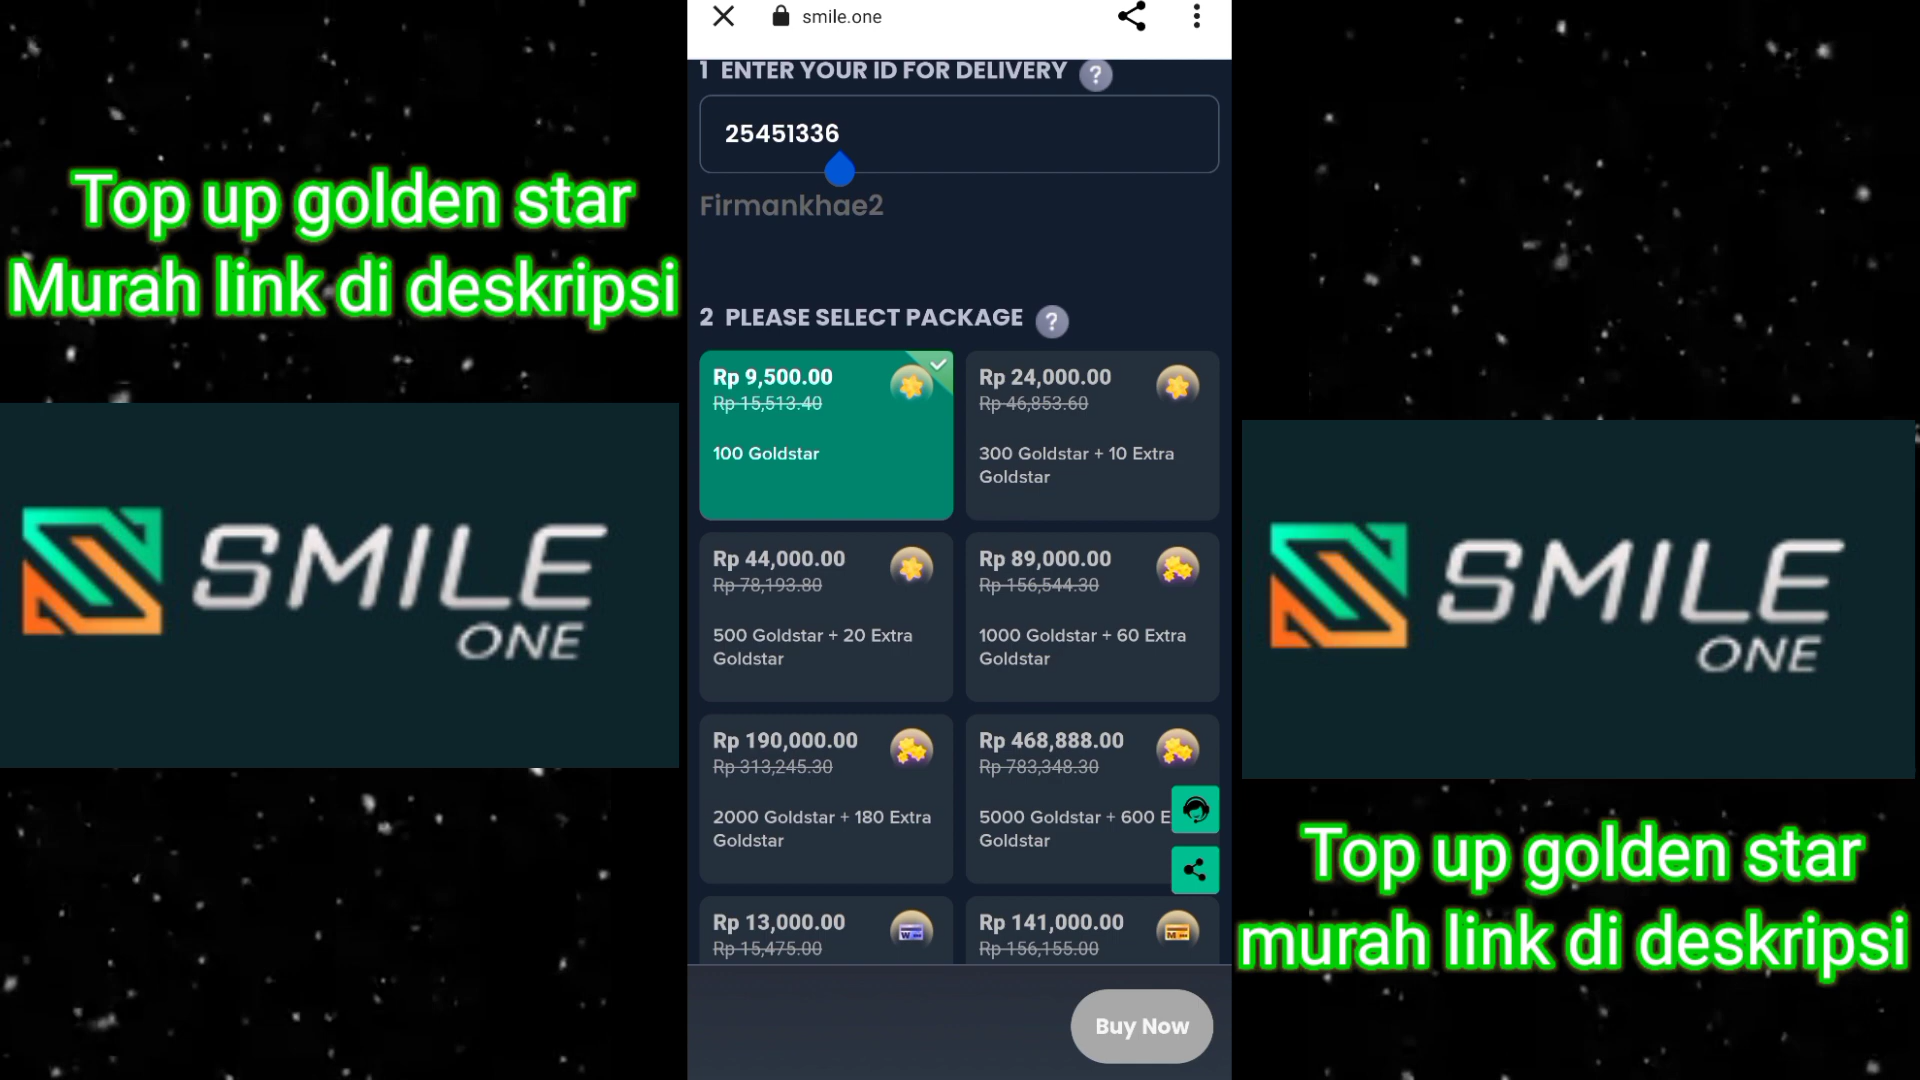 smile.one
1 ENTER YOUR ID FOR DELIVERY ?
25451336
Firmankhae2
2 PLEASE SELECT PACKAGE ?
Rp 9,500.00
Rp 15,513.40
100 Goldstar
Rp 24,000.00
Rp 46,853.60
300 Goldstar + 10 Extra
Goldstar
Rp 44,000.00
Rp 78,193.80
500 Goldstar + 20 Extra
Goldstar
Rp 89,000.00
Rp 156,544.30
1000 Goldstar + 60 Extra
Goldstar
Rp 190,000.00
Rp 313,245.30
2000 Goldstar + 180 Extra
Goldstar
Rp 468,888.00
Rp 783,348.30
5000 Goldstar + 600 E
Goldstar
Rp 13,000.00
Rp 15,475.00
W
Rp 141,000.00
Rp 156,155.00
M
Buy Now
Top up golden star
Murah link di deskripsi
SMILE
ONE
SMILE
ONE
Top up golden star
murah link di deskripsi